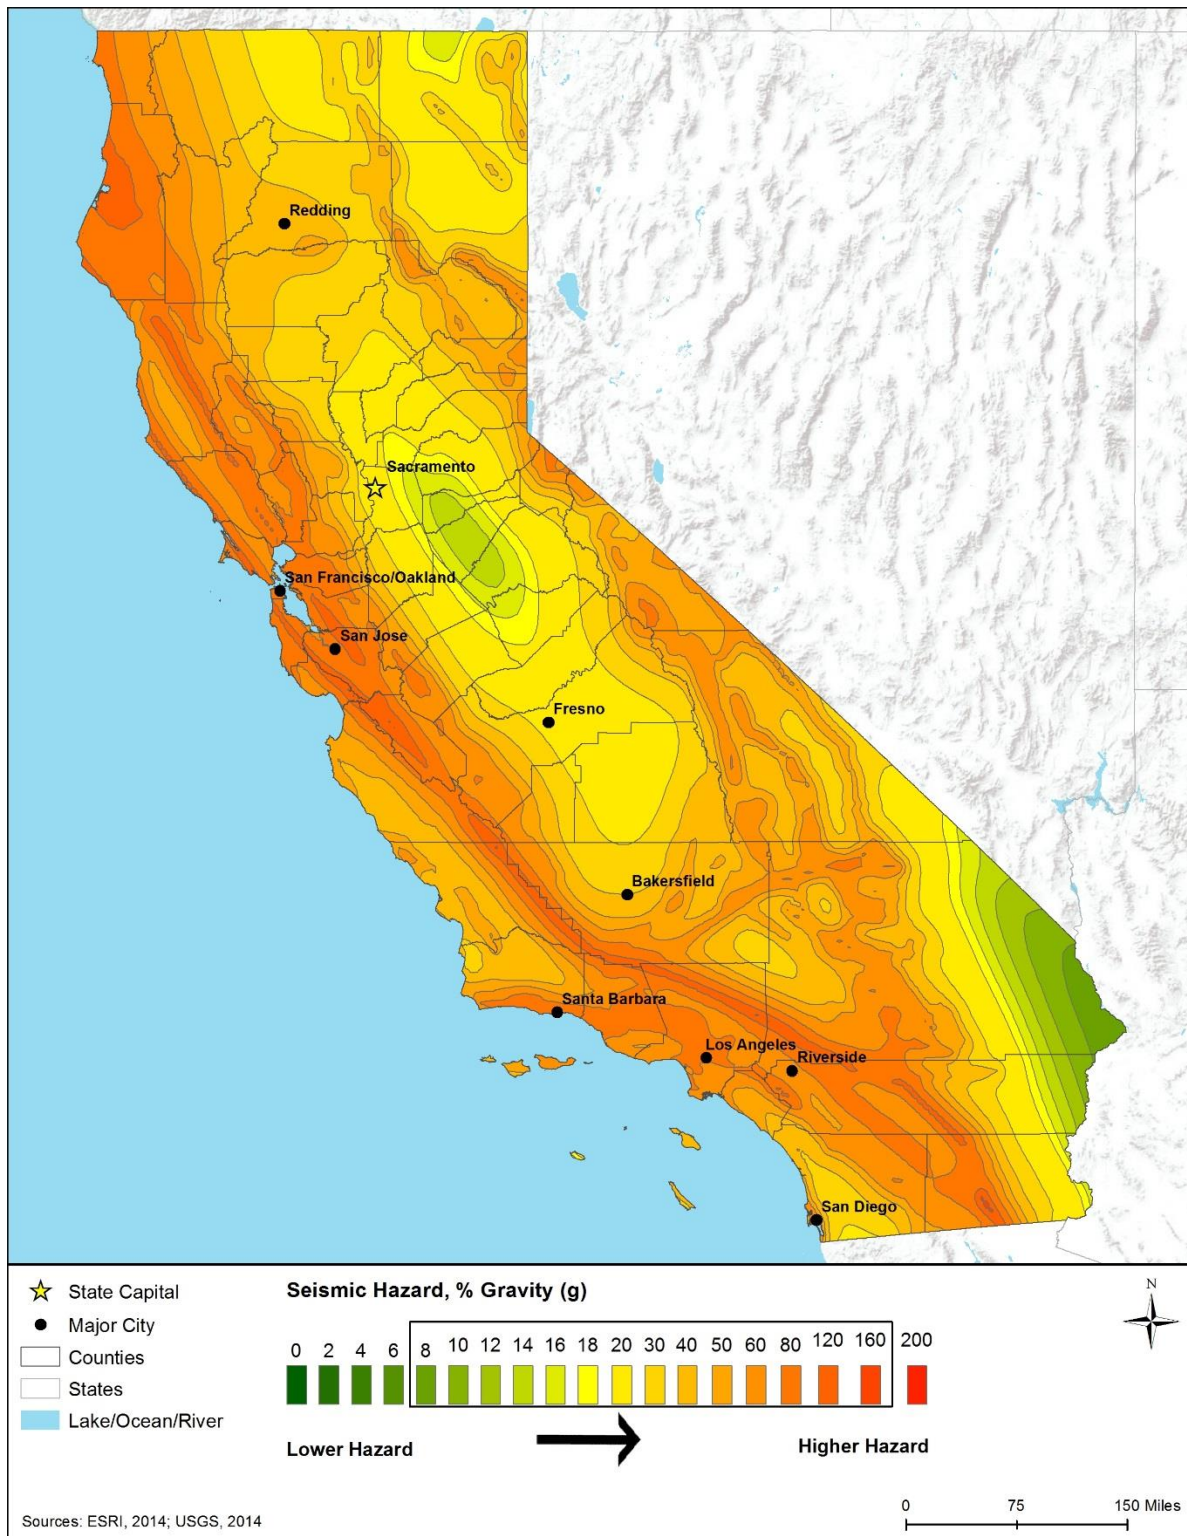 Redding
Sacramento
San Francisco/Oakland
San Jose
Fresno
Bakersfield
Santa Barbara
Los Angeles
Riverside
San Diego
State Capital
Major City
Counties
States
Lake/Ocean/River
Seismic Hazard, % Gravity (g)
0 2 4 6 8 10 12 14 16 18 20 30 40 50 60 80 120 160 200
Lower Hazard
Higher Hazard
N
0 75 150 Miles
Sources: ESRI, 2014; USGS, 2014